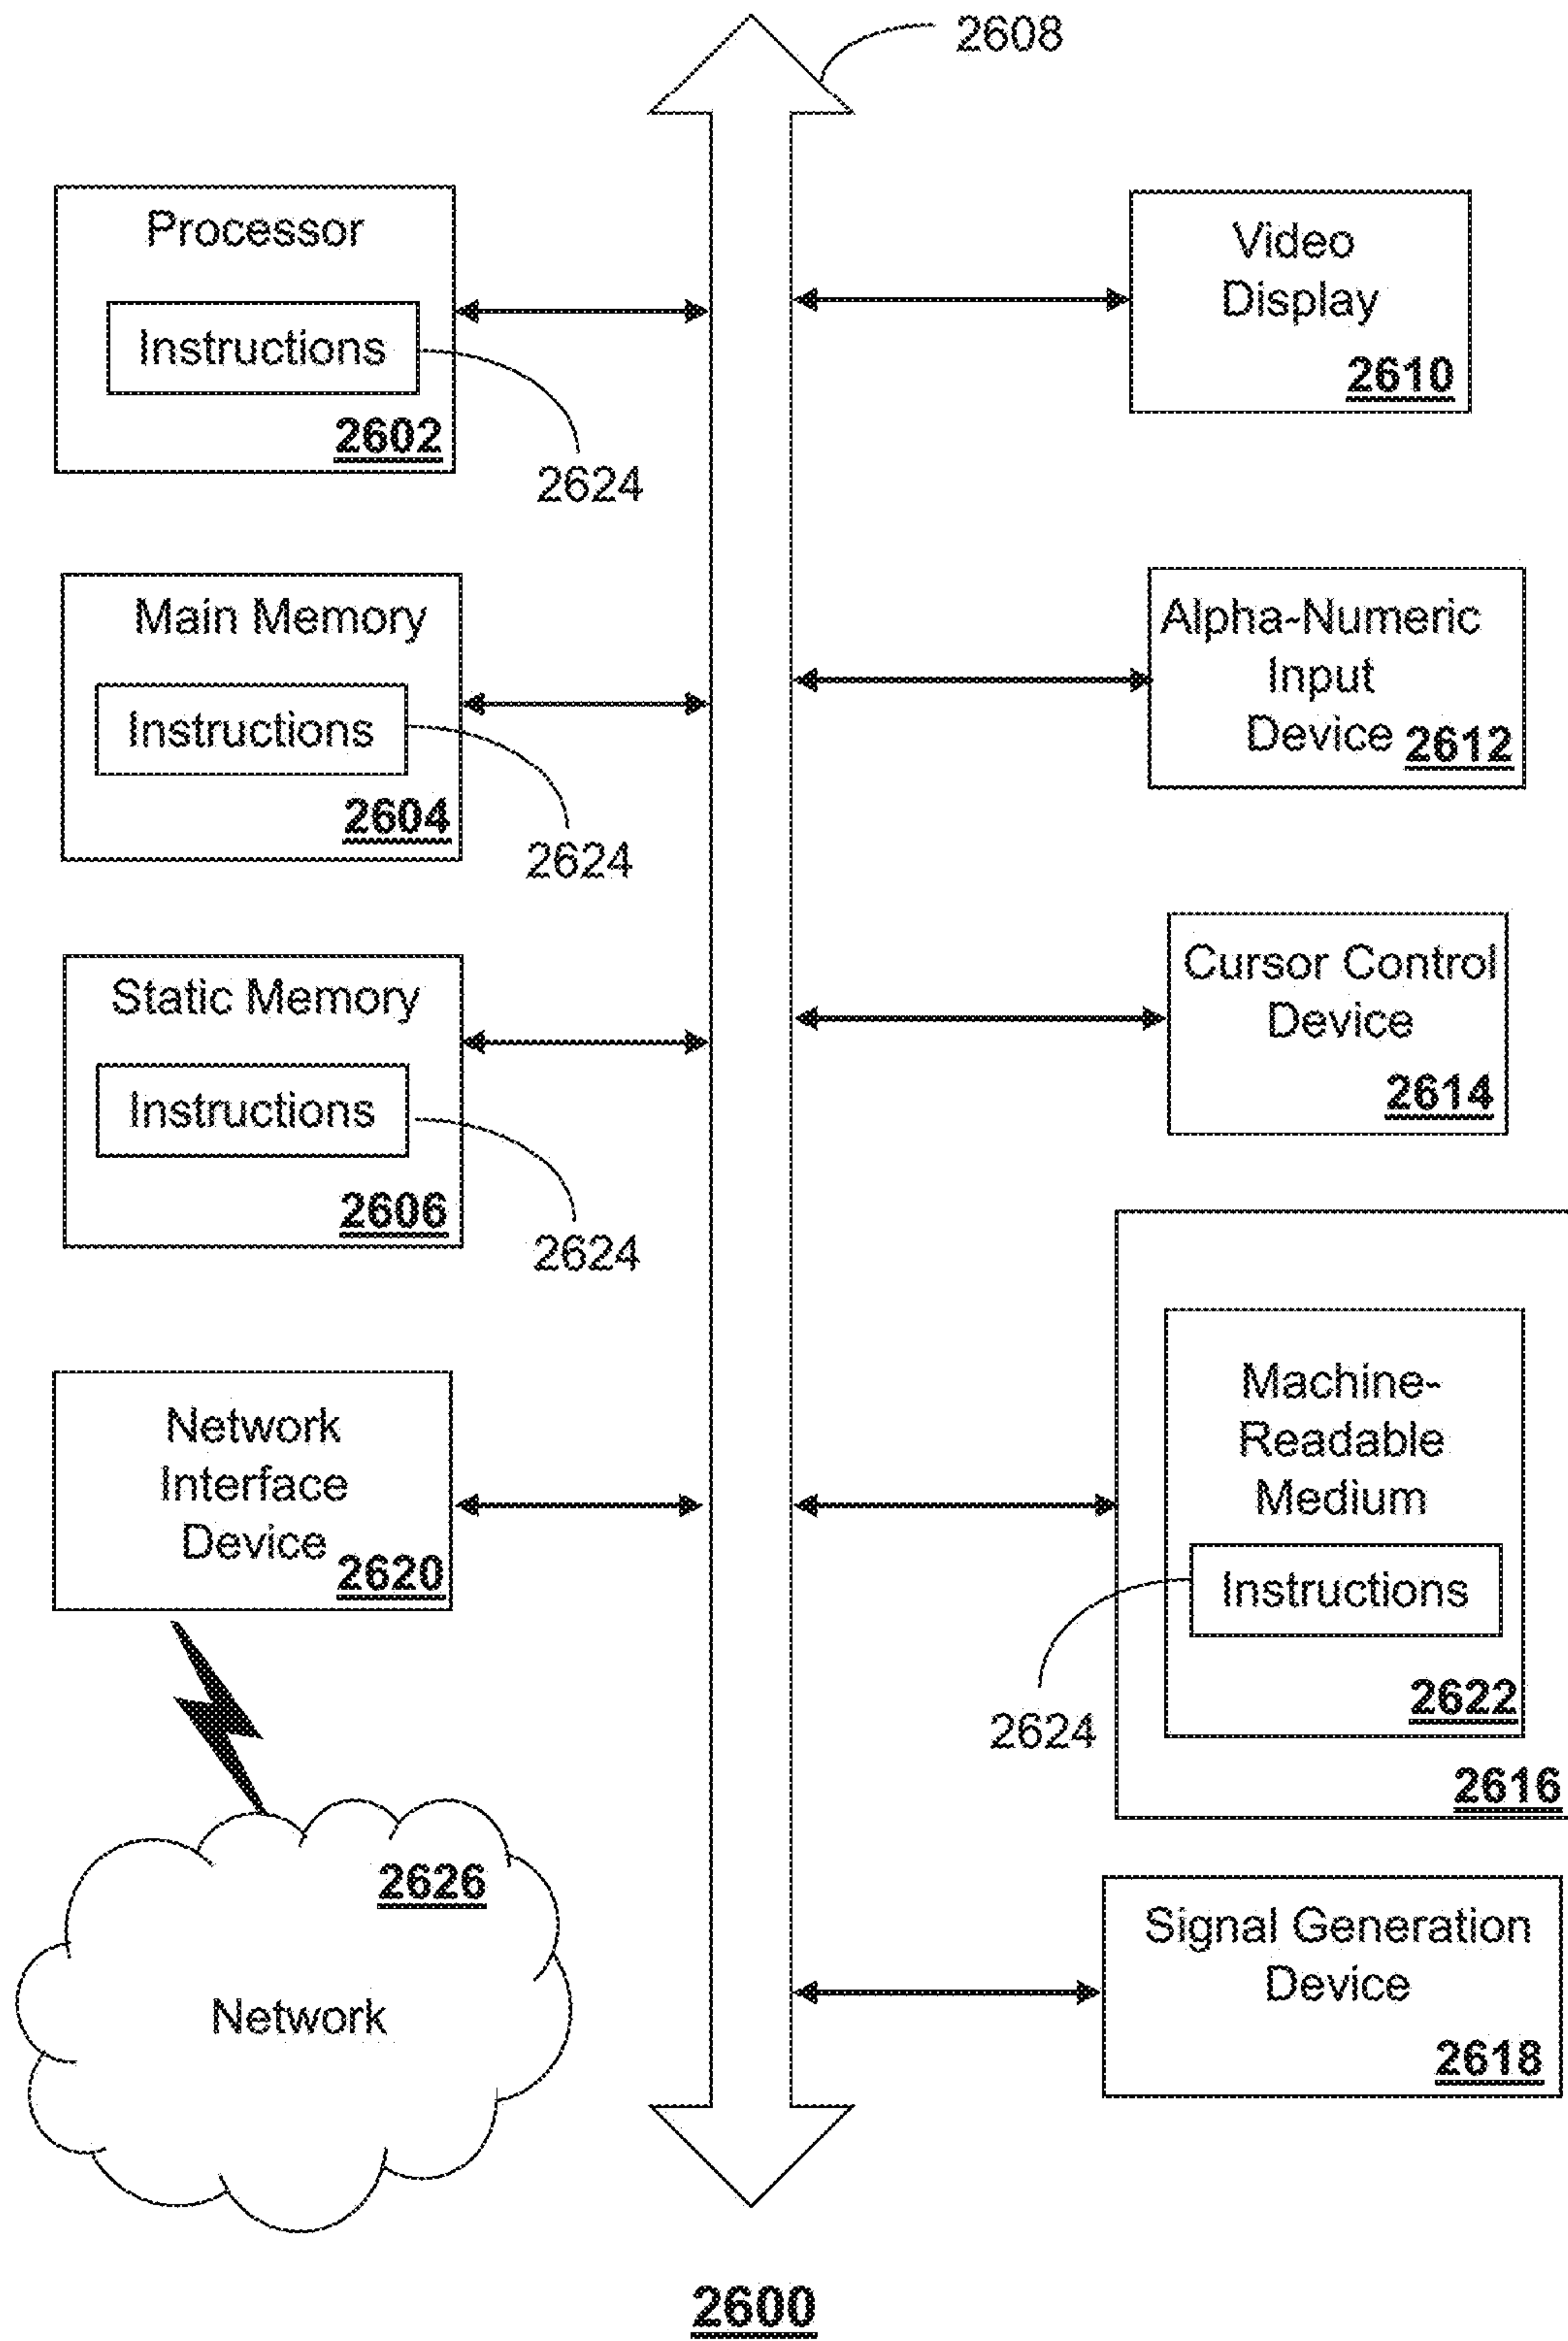 2608
Processor
Instructions
2602
2624
Main Memory
Instructions
2604
2624
Static Memory
Instructions
2606
2624
Network
Interface
Device
2620
2626
Network
Video
Display
2610
Alpha-Numeric
Input
Device 2612
Cursor Control
Device
2614
Machine-
Readable
Medium
Instructions
2622
2624
2616
Signal Generation
Device
2618
2600